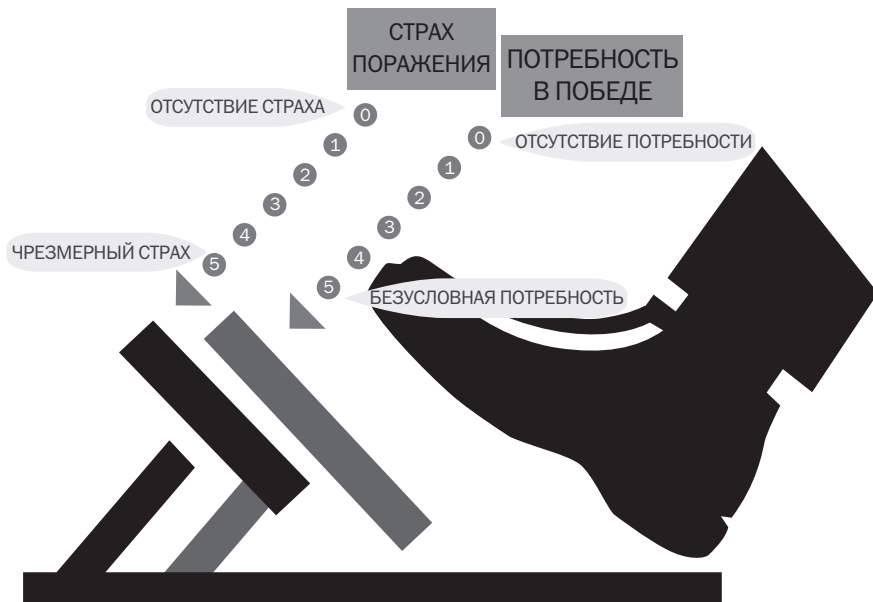 СТРАХ
ПОРАЖЕНИЯ
ПОТРЕБНОСТЬ
В ПОБЕДЕ
ОТСУТСТВИЕ СТРАХА
0
1
2
3
4
5
ЧРЕЗМЕРНЫЙ СТРАХ
0
ОТСУТСТВИЕ ПОТРЕБНОСТИ
1
2
3
4
5
БЕЗУСЛОВНАЯ ПОТРЕБНОСТЬ